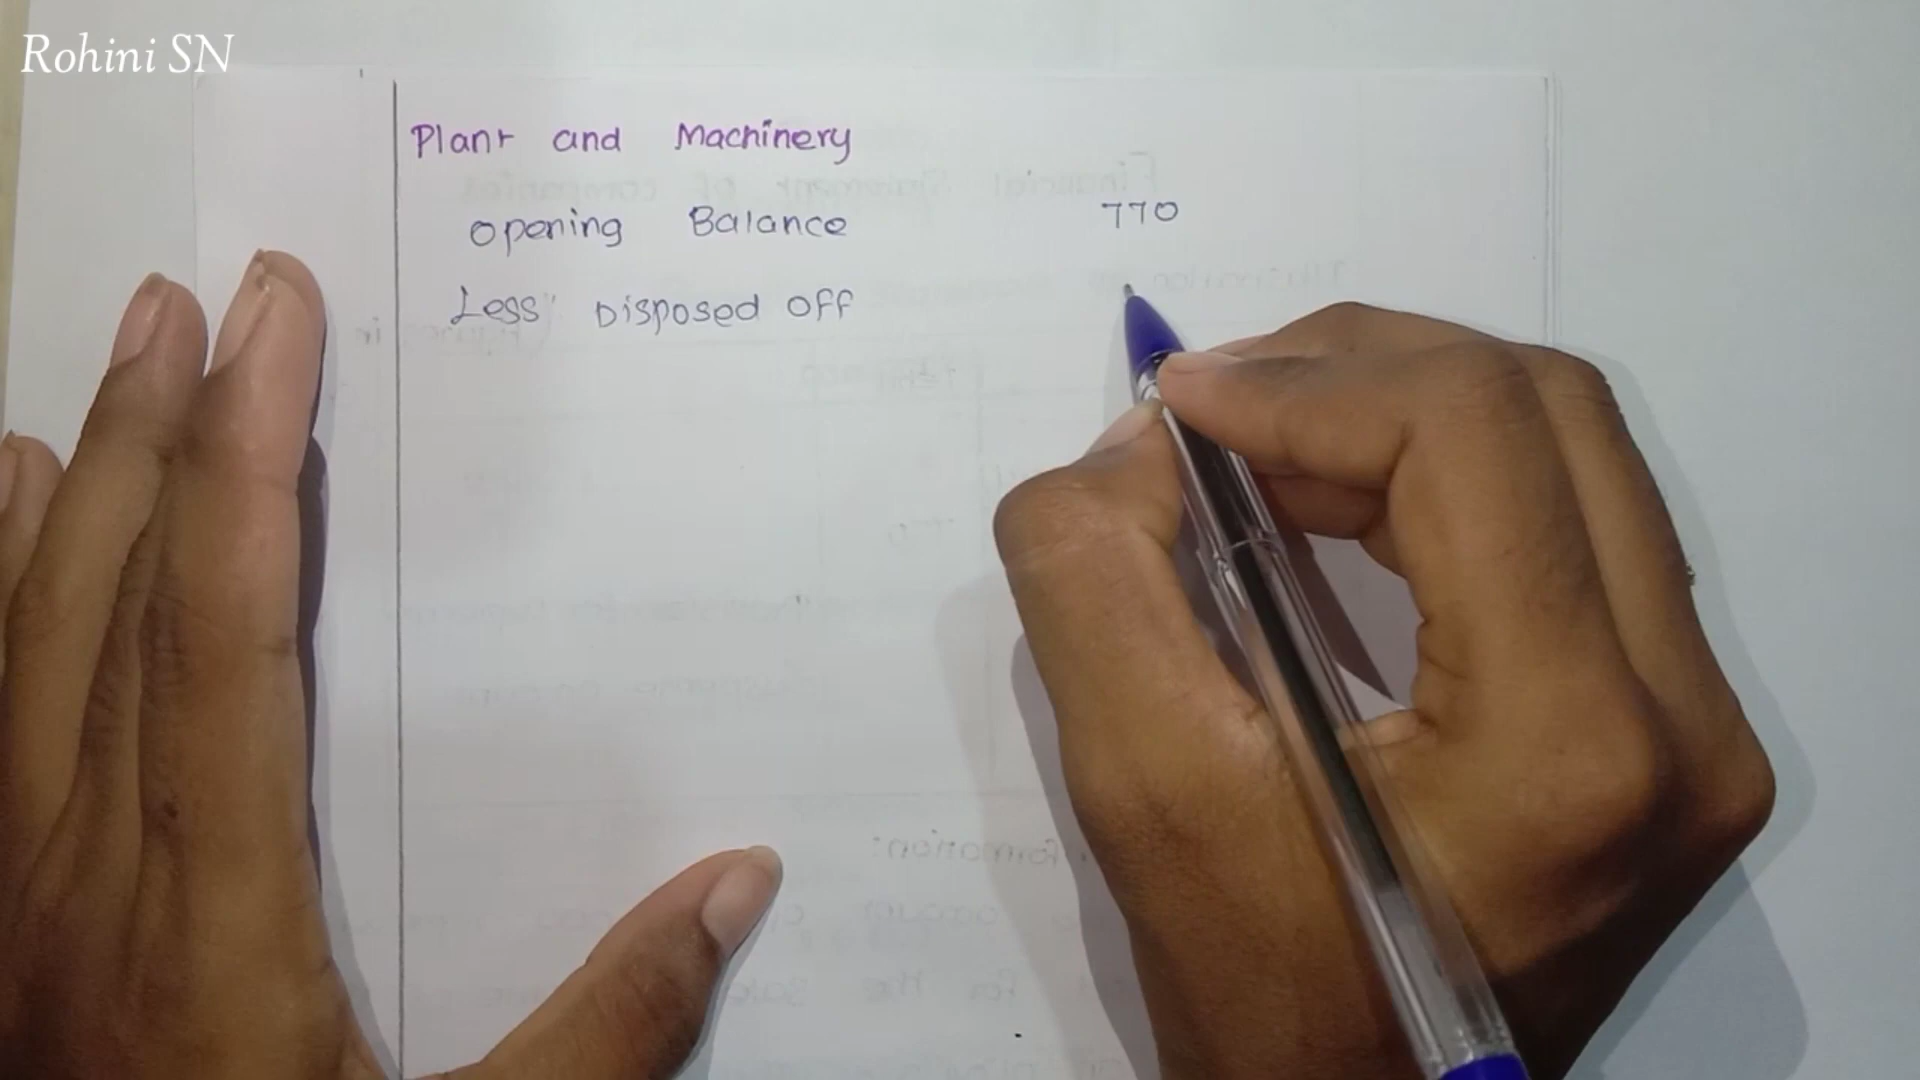 Rohini SN
Plant and Machinery
Opening Balance 770
Less: Disposed Off